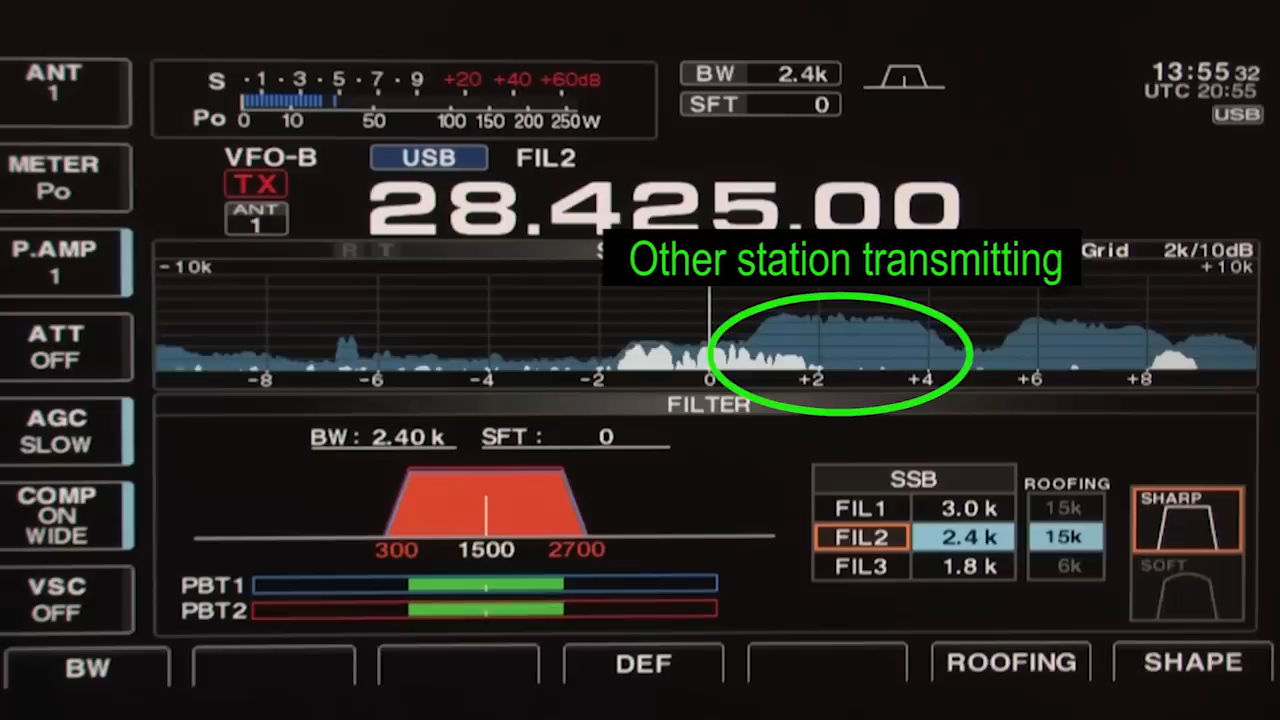 ANT
1
S · 1 · 3 · 5 · 7 · 9 +20 +40 +60dB
Po 0 10 50 100 150 200 250W
BW 2.4k
SFT 0
13:55 32
UTC 20:55
USB
METER
Po
VFO-B USB FIL2
TX
ANT
1
28.425.00
P.AMP
1
R T
Other station transmitting
Grid 2k/10dB
-10k
+10k
ATT
OFF
-8 -6 -4 -2 0 +2 +4 +6 +8
FILTER
AGC
SLOW
BW: 2.40 k SFT : 0
COMP
ON
WIDE
300 1500 2700
SSB
FIL1 3.0 k
FIL2 2.4 k
FIL3 1.8 k
ROOFING
15k
15k
6k
SHARP
SOFT
VSC
OFF
PBT1
PBT2
BW
DEF
ROOFING
SHAPE